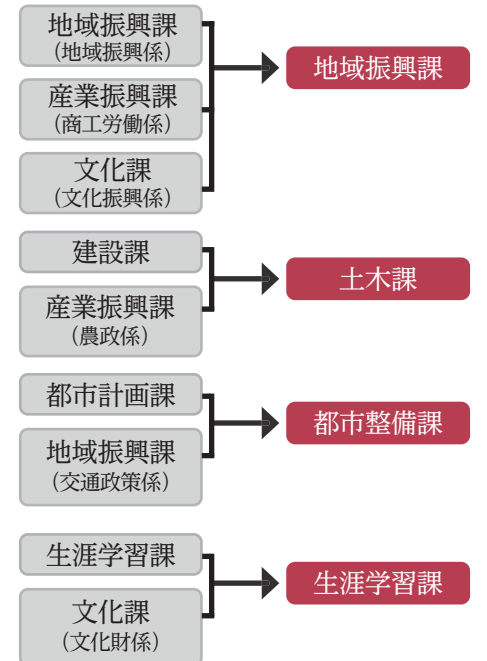 地域振興課
（地域振興係）
産業振興課
（商工労働係）
文化課
（文化振興係）
地域振興課
建設課
産業振興課
（農政係）
土木課
都市計画課
地域振興課
（交通政策係）
都市整備課
生涯学習課
文化課
（文化財係）
生涯学習課